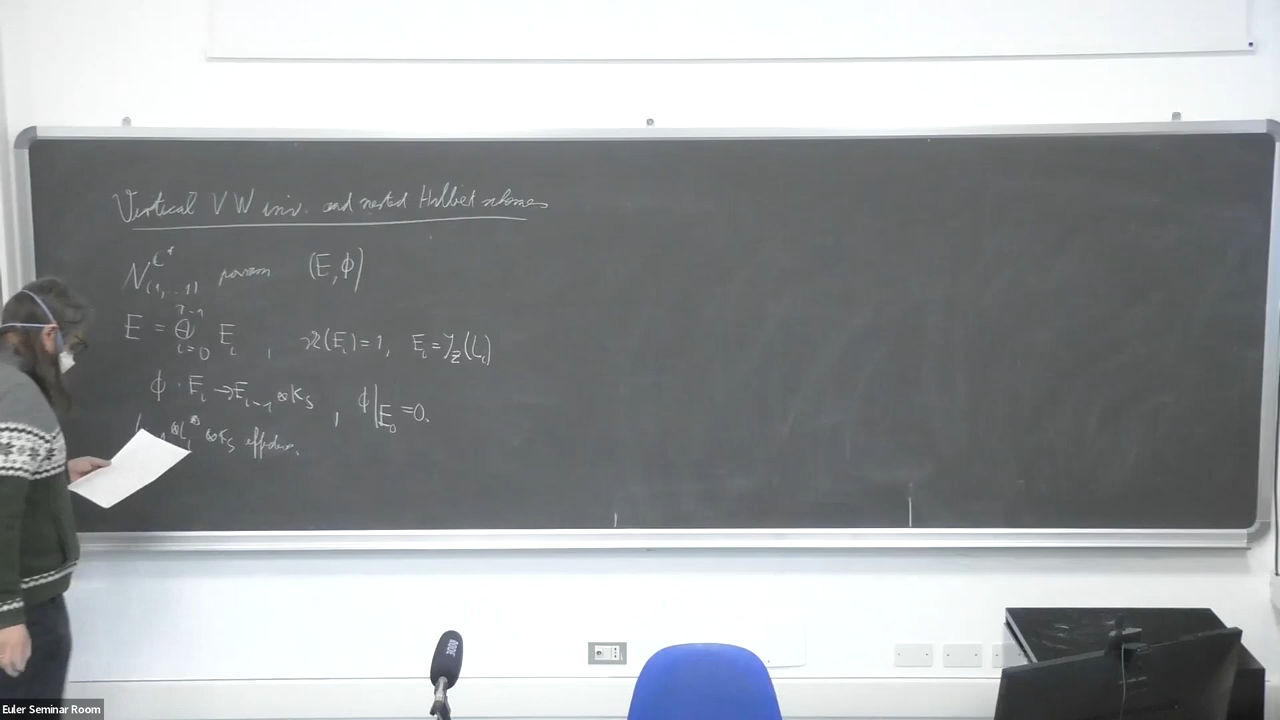 Vertical VW inv. and nested Hilbert schemes
N^{C^*}_{(1,...,1)} param (E,ϕ)
E = ⊕_{i=0}^{r-1} E_i , rk(E_i)=1, E_i = I_Z(L_i)
ϕ: E_i → E_{i-1} ⊗ K_S , ϕ|_{E_0} = 0.
⊗ L_i^* ⊗ K_S effective.
Euler Seminar Room